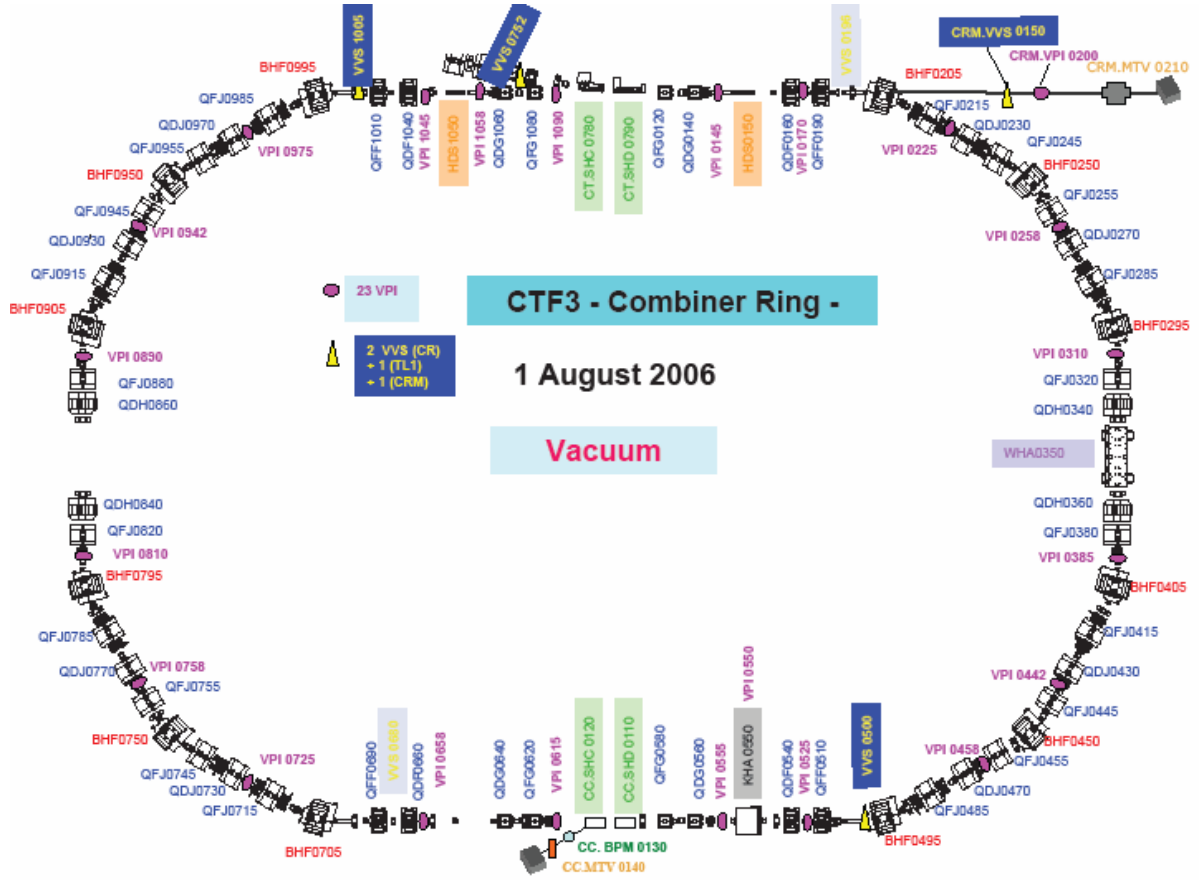 VVS 1005
VVS 0752
VVS 0190
CRM.VVS 0150
CRM.VPI 0200
CRM.MTV 0210
BHF0995
QFJ0985
QDJ0970
QFJ0955
VPI 0975
BHF0950
QFJ0945
VPI 0942
QDJ0930
QFJ0915
BHF0905
VPI 0890
QFJ0880
QDH0860
QFF1010
QDF1040
VPI 1045
HDS1050
VPI 1058
QDG1060
QFG1080
VPI 1090
CT.SHC 0780
CT.SHD 0790
QFG0120
QDG0140
VPI 0145
HDS0150
QDF0160
VPI 0170
QFF0190
BHF0205
QFJ0215
QDJ0230
VPI 0225
QFJ0245
BHF0250
QFJ0255
VPI 0258
QDJ0270
QFJ0285
BHF0295
VPI 0310
QFJ0320
QDH0340
WHA0350
QDH0360
QFJ0380
VPI 0385
BHF0405
QFJ0415
QDJ0430
VPI 0442
QFJ0445
BHF0450
VPI 0458
QFJ0455
QDJ0470
QFJ0485
BHF0495
23 VPI
2 VVS (CR)
+ 1 (TL1)
+ 1 (CRM)
CTF3 - Combiner Ring -
1 August 2006
Vacuum
QDH0840
QFJ0820
VPI 0810
BHF0795
QFJ0785
QDJ0770
VPI 0758
QFJ0755
BHF0750
VPI 0725
QFJ0745
QDJ0730
QFJ0715
BHF0705
QFF0680
QDF0660
VPI 0658
QDG0640
QFG0620
VPI 0615
CC.SHC 0120
CC.SHD 0110
QFG0580
QDG0560
VPI 0555
VPI 0550
KHA 0550
QDF0540
VPI 0525
QFF0510
VVS 0500
CC. BPM 0130
CC.MTV 0140